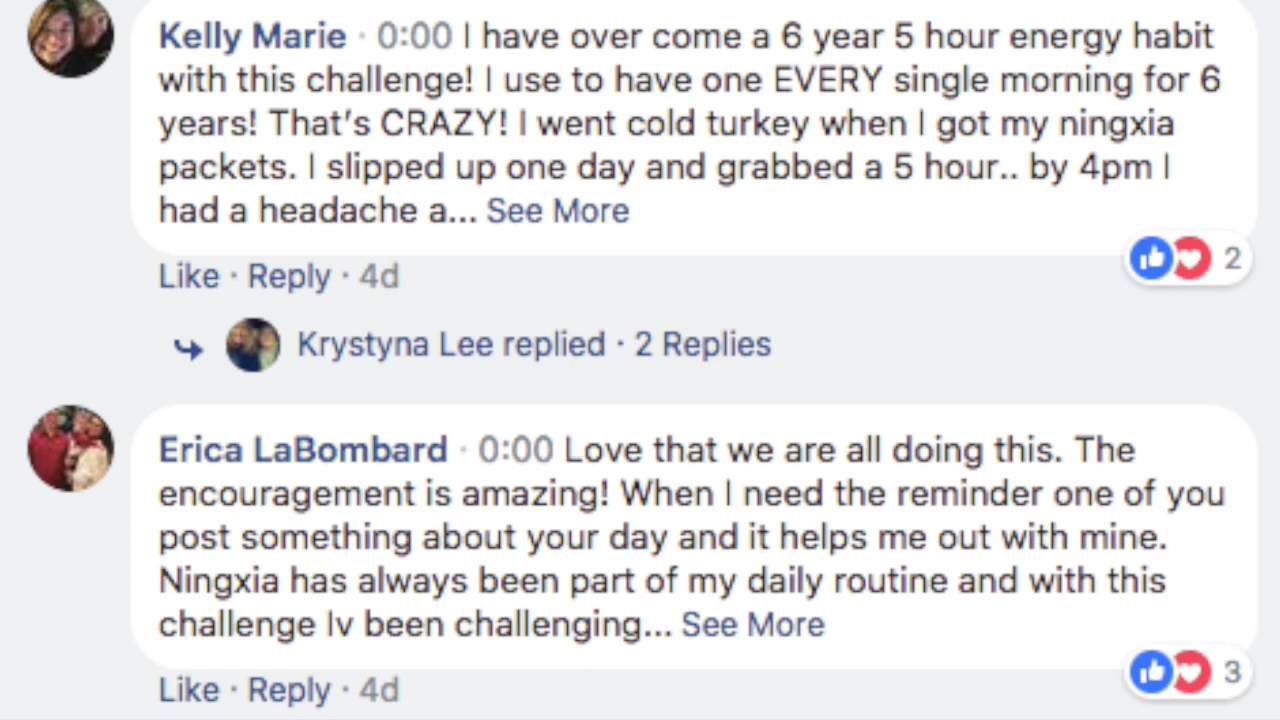 Kelly Marie · 0:00 I have over come a 6 year 5 hour energy habit
with this challenge! I use to have one EVERY single morning for 6
years! That's CRAZY! I went cold turkey when I got my ningxia
packets. I slipped up one day and grabbed a 5 hour.. by 4pm I
had a headache a... See More
2
Like · Reply · 4d
Krystyna Lee replied · 2 Replies
Erica LaBombard · 0:00 Love that we are all doing this. The
encouragement is amazing! When I need the reminder one of you
post something about your day and it helps me out with mine.
Ningxia has always been part of my daily routine and with this
challenge Iv been challenging... See More
3
Like · Reply · 4d